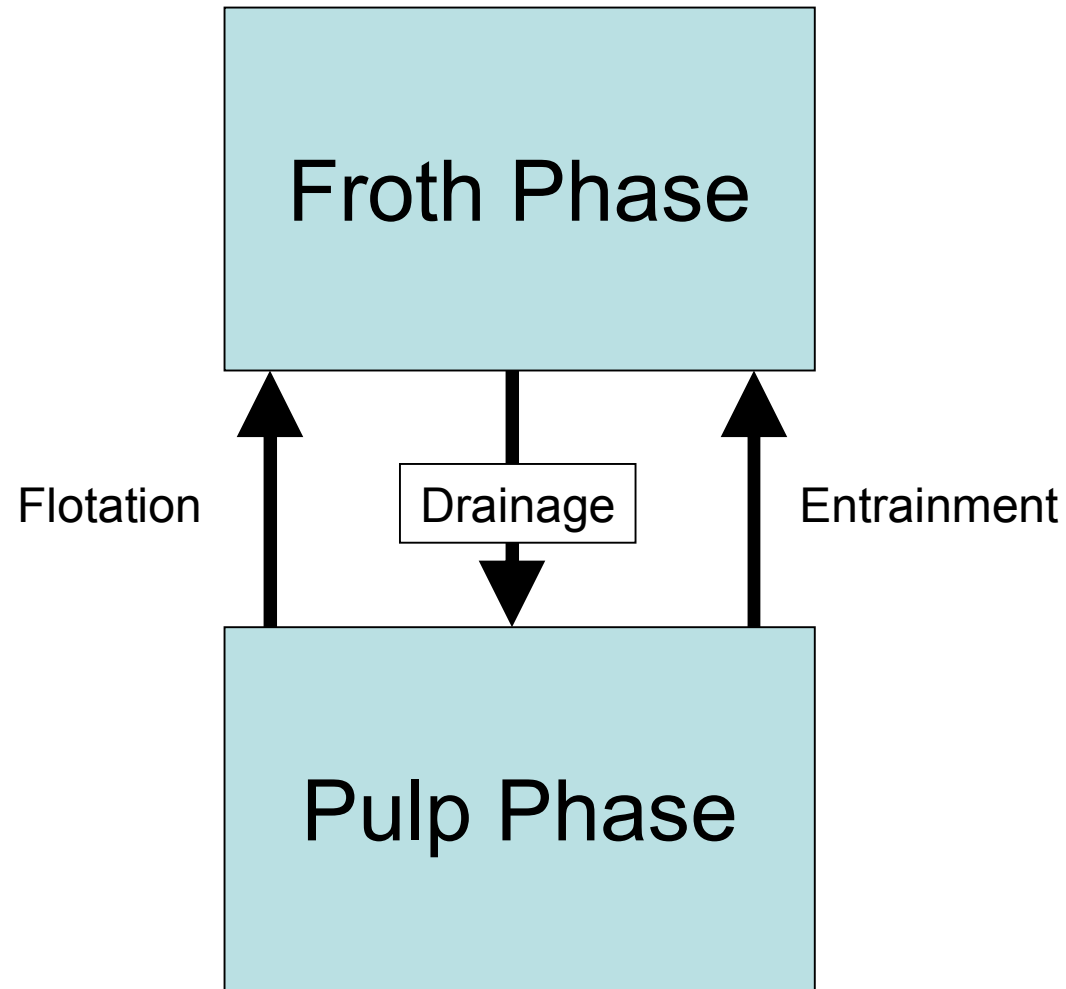 Froth Phase
Flotation
Drainage
Entrainment
Pulp Phase